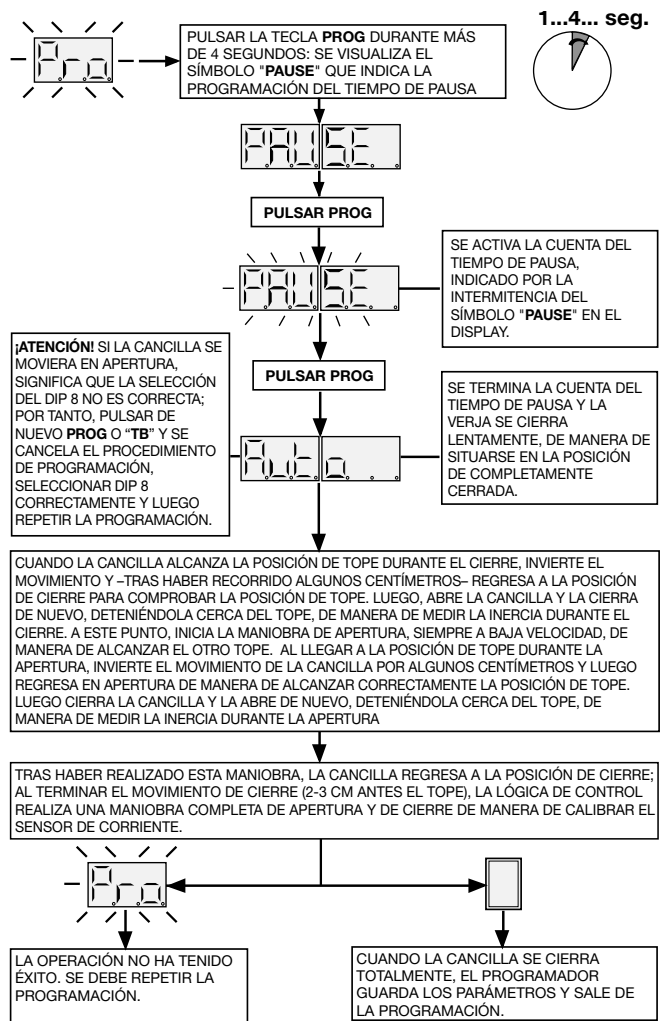 1...4... seg.
Pro
PULSAR LA TECLA PROG DURANTE MÁS
DE 4 SEGUNDOS: SE VISUALIZA EL
SÍMBOLO "PAUSE" QUE INDICA LA
PROGRAMACIÓN DEL TIEMPO DE PAUSA
PAUSE
PULSAR PROG
PAUSE
SE ACTIVA LA CUENTA DEL
TIEMPO DE PAUSA,
INDICADO POR LA
INTERMITENCIA DEL
SÍMBOLO "PAUSE" EN EL
DISPLAY.
¡ATENCIÓN! SI LA CANCILLA SE
MOVIERA EN APERTURA,
SIGNIFICA QUE LA SELECCIÓN
DEL DIP 8 NO ES CORRECTA;
POR TANTO, PULSAR DE
NUEVO PROG O “TB” Y SE
CANCELA EL PROCEDIMIENTO
DE PROGRAMACIÓN,
SELECCIONAR DIP 8
CORRECTAMENTE Y LUEGO
REPETIR LA PROGRAMACIÓN.
PULSAR PROG
Auto
SE TERMINA LA CUENTA DEL
TIEMPO DE PAUSA Y LA
VERJA SE CIERRA
LENTAMENTE, DE MANERA DE
SITUARSE EN LA POSICIÓN
DE COMPLETAMENTE
CERRADA.
CUANDO LA CANCILLA ALCANZA LA POSICIÓN DE TOPE DURANTE EL CIERRE, INVIERTE EL
MOVIMIENTO Y –TRAS HABER RECORRIDO ALGUNOS CENTÍMETROS– REGRESA A LA POSICIÓN
DE CIERRE PARA COMPROBAR LA POSICIÓN DE TOPE. LUEGO, ABRE LA CANCILLA Y LA CIERRA
DE NUEVO, DETENIÉNDOLA CERCA DEL TOPE, DE MANERA DE MEDIR LA INERCIA DURANTE EL
CIERRE. A ESTE PUNTO, INICIA LA MANIOBRA DE APERTURA, SIEMPRE A BAJA VELOCIDAD, DE
MANERA DE ALCANZAR EL OTRO TOPE. AL LLEGAR A LA POSICIÓN DE TOPE DURANTE LA
APERTURA, INVIERTE EL MOVIMIENTO DE LA CANCILLA POR ALGUNOS CENTÍMETROS Y LUEGO
REGRESA EN APERTURA DE MANERA DE ALCANZAR CORRECTAMENTE LA POSICIÓN DE TOPE.
LUEGO CIERRA LA CANCILLA Y LA ABRE DE NUEVO, DETENIÉNDOLA CERCA DEL TOPE, DE
MANERA DE MEDIR LA INERCIA DURANTE LA APERTURA
TRAS HABER REALIZADO ESTA MANIOBRA, LA CANCILLA REGRESA A LA POSICIÓN DE CIERRE;
AL TERMINAR EL MOVIMIENTO DE CIERRE (2-3 CM ANTES EL TOPE), LA LÓGICA DE CONTROL
REALIZA UNA MANIOBRA COMPLETA DE APERTURA Y DE CIERRE DE MANERA DE CALIBRAR EL
SENSOR DE CORRIENTE.
Pro
LA OPERACIÓN NO HA TENIDO
ÉXITO. SE DEBE REPETIR LA
PROGRAMACIÓN.
CUANDO LA CANCILLA SE CIERRA
TOTALMENTE, EL PROGRAMADOR
GUARDA LOS PARÁMETROS Y SALE DE
LA PROGRAMACIÓN.